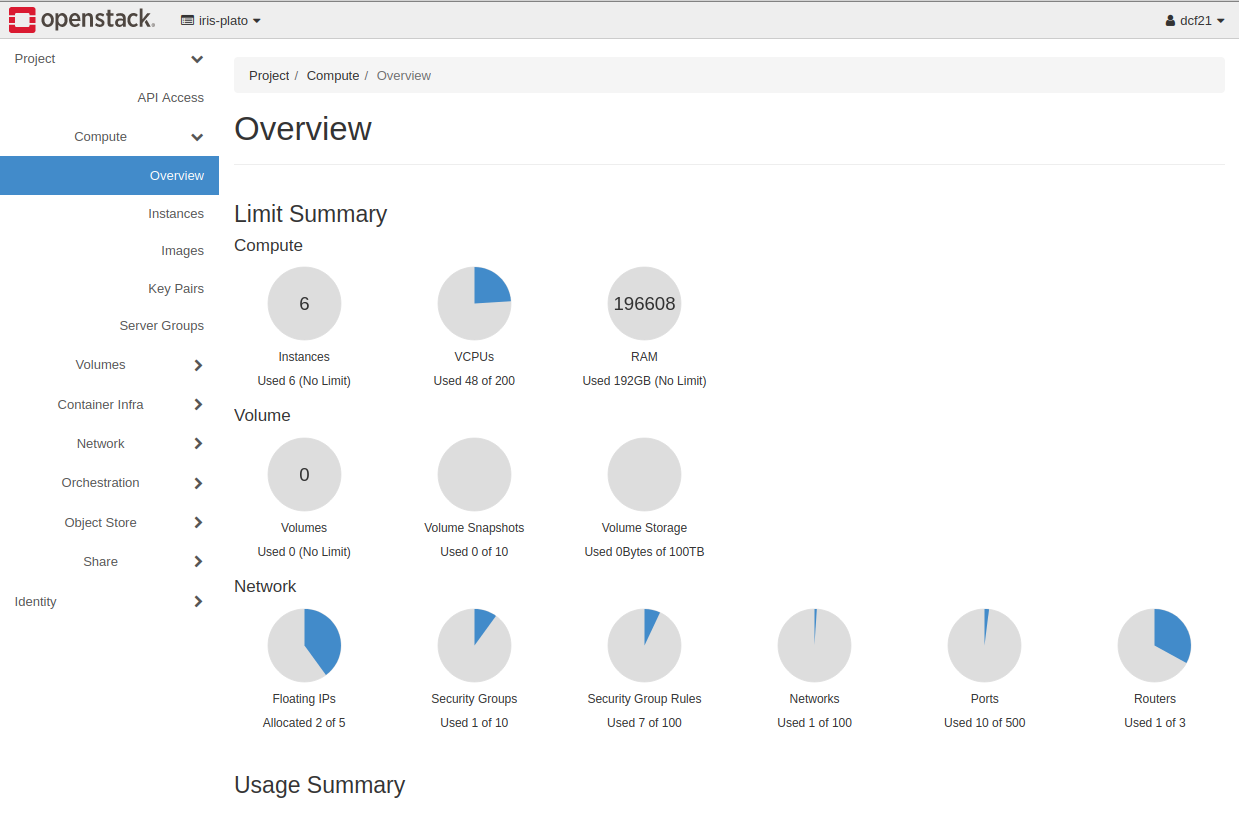 openstack. iris-plato dcf21
Project
API Access
Compute
Overview
Instances
Images
Key Pairs
Server Groups
Volumes
Container Infra
Network
Orchestration
Object Store
Share
Identity
Project / Compute / Overview
Overview
Limit Summary
Compute
6 196608
Instances VCPUs RAM
Used 6 (No Limit) Used 48 of 200 Used 192GB (No Limit)
Volume
0
Volumes Volume Snapshots Volume Storage
Used 0 (No Limit) Used 0 of 10 Used 0Bytes of 100TB
Network
Floating IPs Security Groups Security Group Rules Networks Ports Routers
Allocated 2 of 5 Used 1 of 10 Used 7 of 100 Used 1 of 100 Used 10 of 500 Used 1 of 3
Usage Summary